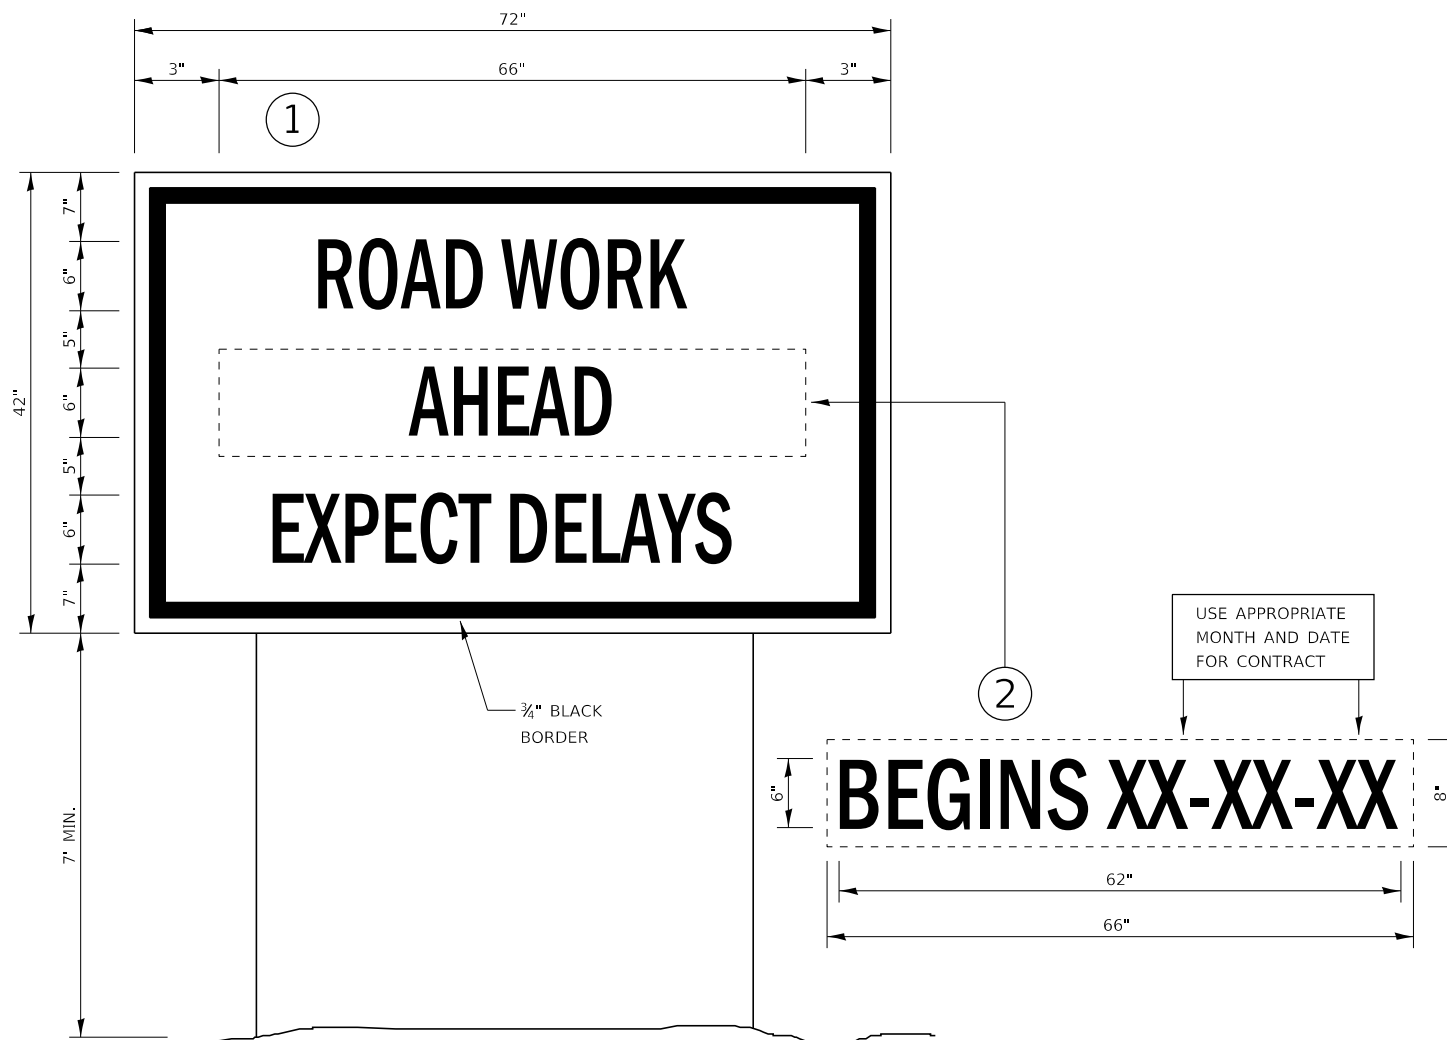 72"
3" 66" 3"
1
7"
6"
5"
6"
5"
6"
7"
42"
ROAD WORK
AHEAD
EXPECT DELAYS
¾" BLACK
BORDER
7' MIN.
2
USE APPROPRIATE
MONTH AND DATE
FOR CONTRACT
6"
BEGINS XX-XX-XX
8"
62"
66"